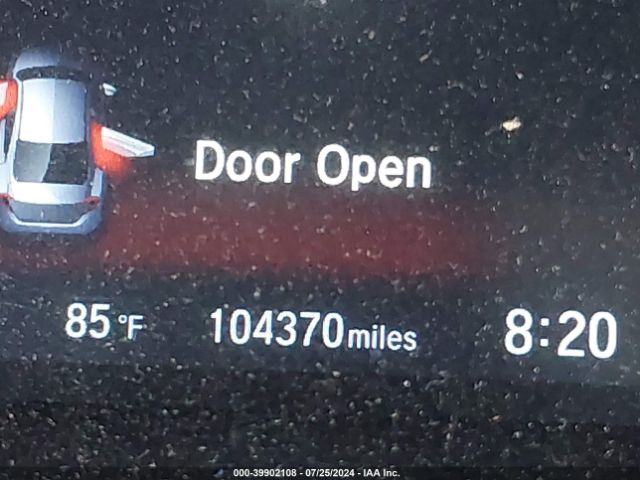 Door Open
85 °F 104370 miles 8:20
000-39902108 - 07/25/2024 - IAA Inc.